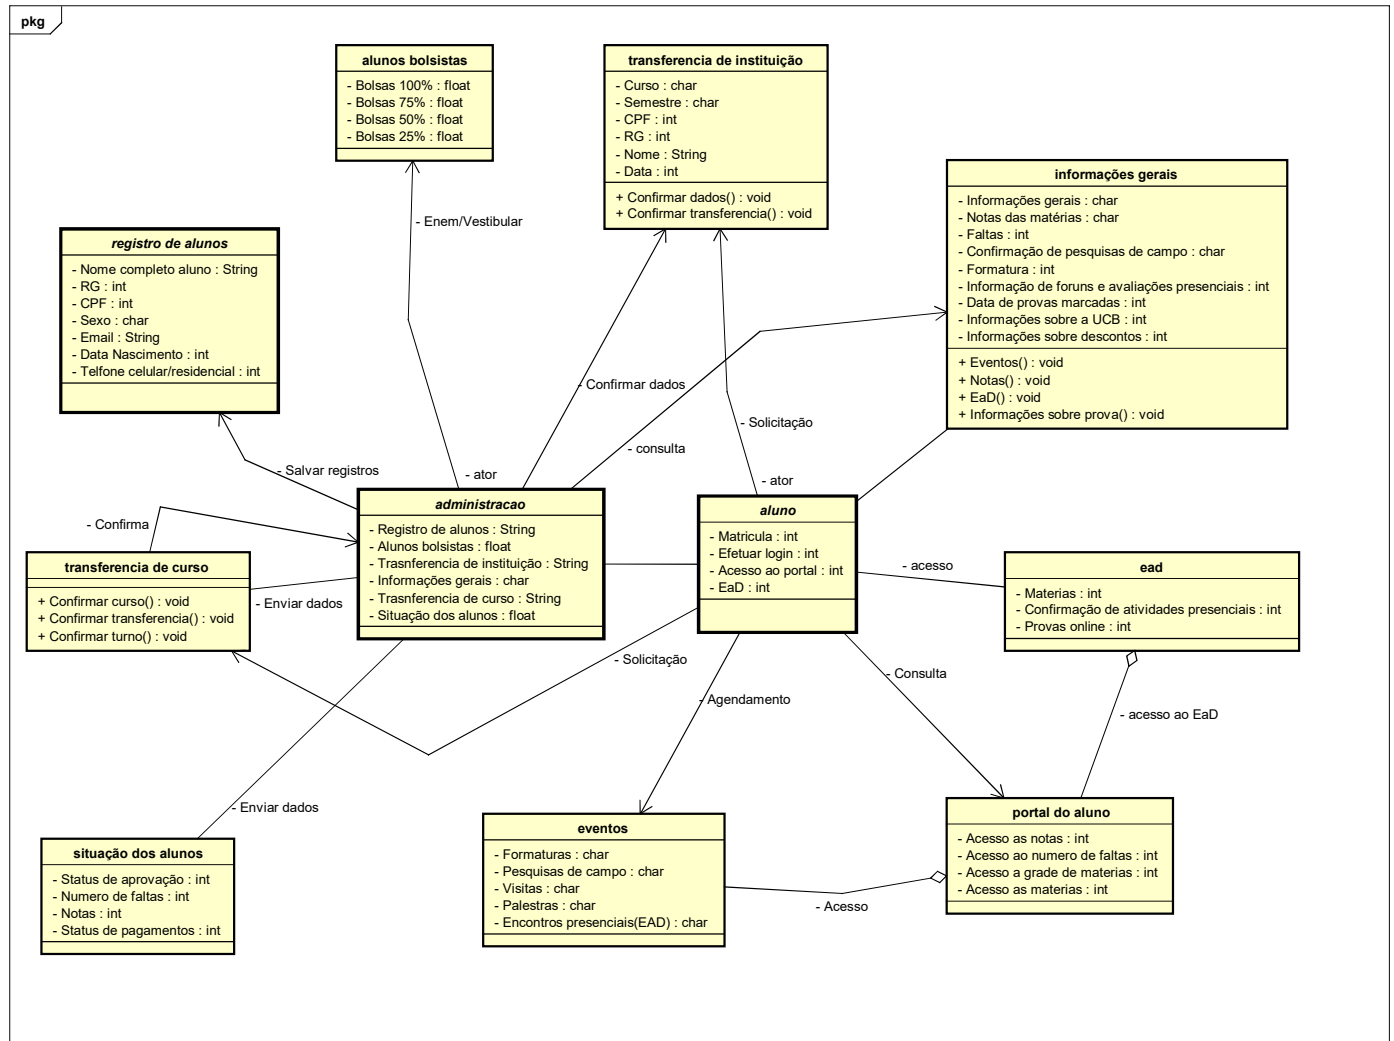 pkg
alunos bolsistas
- Bolsas 100% : float
- Bolsas 75% : float
- Bolsas 50% : float
- Bolsas 25% : float
transferencia de instituição
- Curso : char
- Semestre : char
- CPF : int
- RG : int
- Nome : String
- Data : int
+ Confirmar dados() : void
+ Confirmar transferencia() : void
informações gerais
- Informações gerais : char
- Notas das matérias : char
- Faltas : int
- Confirmação de pesquisas de campo : char
- Formatura : int
- Informação de foruns e avaliações presenciais : int
- Data de provas marcadas : int
- Informações sobre a UCB : int
- Informações sobre descontos : int
+ Eventos() : void
+ Notas() : void
+ EaD() : void
+ Informações sobre prova() : void
registro de alunos
- Nome completo aluno : String
- RG : int
- CPF : int
- Sexo : char
- Email : String
- Data Nascimento : int
- Telfone celular/residencial : int
- Enem/Vestibular
- Confirmar dados
- Solicitação
- consulta
- Salvar registros
- ator
- ator
administracao
- Registro de alunos : String
- Alunos bolsistas : float
- Trasnferencia de instituição : String
- Informações gerais : char
- Trasnferencia de curso : String
- Situação dos alunos : float
aluno
- Matricula : int
- Efetuar login : int
- Acesso ao portal : int
- EaD : int
- Confirma
transferencia de curso
+ Confirmar curso() : void
+ Confirmar transferencia() : void
+ Confirmar turno() : void
- Enviar dados
- acesso
ead
- Materias : int
- Confirmação de atividades presenciais : int
- Provas online : int
- Solicitação
- Consulta
- Agendamento
- acesso ao EaD
- Enviar dados
situação dos alunos
- Status de aprovação : int
- Numero de faltas : int
- Notas : int
- Status de pagamentos : int
eventos
- Formaturas : char
- Pesquisas de campo : char
- Visitas : char
- Palestras : char
- Encontros presenciais(EAD) : char
- Acesso
portal do aluno
- Acesso as notas : int
- Acesso ao numero de faltas : int
- Acesso a grade de materias : int
- Acesso as materias : int